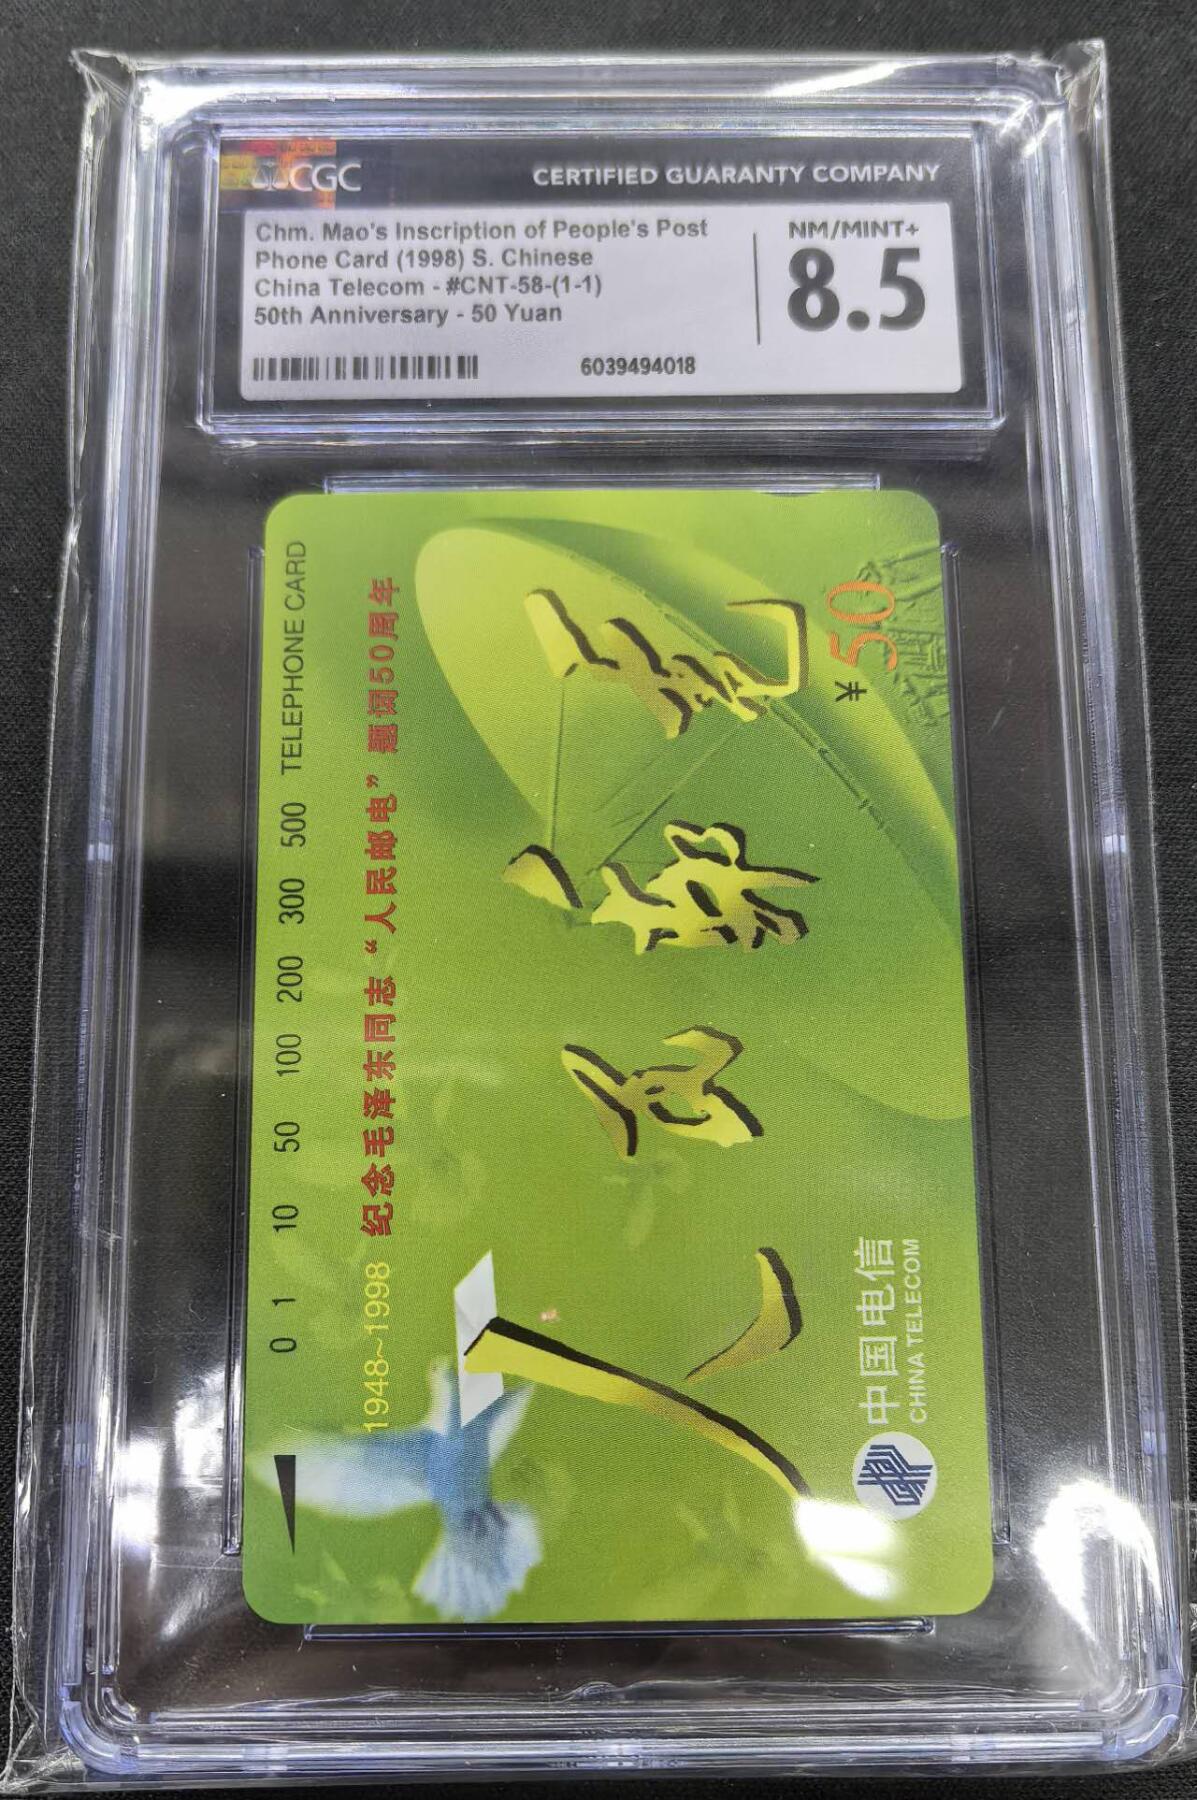 CGC
CERTIFIED GUARANTY COMPANY
Chm. Mao's Inscription of People's Post
Phone Card (1998) S. Chinese
China Telecom - #CNT-58-(1-1)
50th Anniversary - 50 Yuan
NM/MINT+
8.5
6039494018
0 1 10 50 100 200 300 500 TELEPHONE CARD
1948~1998 纪念毛泽东同志“人民邮电”题词50周年
人民邮电
¥50
中国电信
CHINA TELECOM